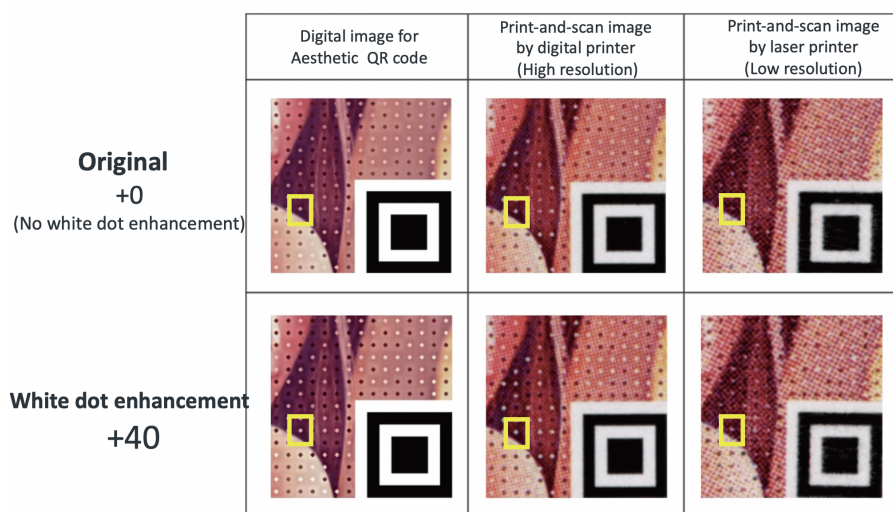 Digital image for
Aesthetic QR code
Print-and-scan image
by digital printer
(High resolution)
Print-and-scan image
by laser printer
(Low resolution)
Original
+0
(No white dot enhancement)
White dot enhancement
+40